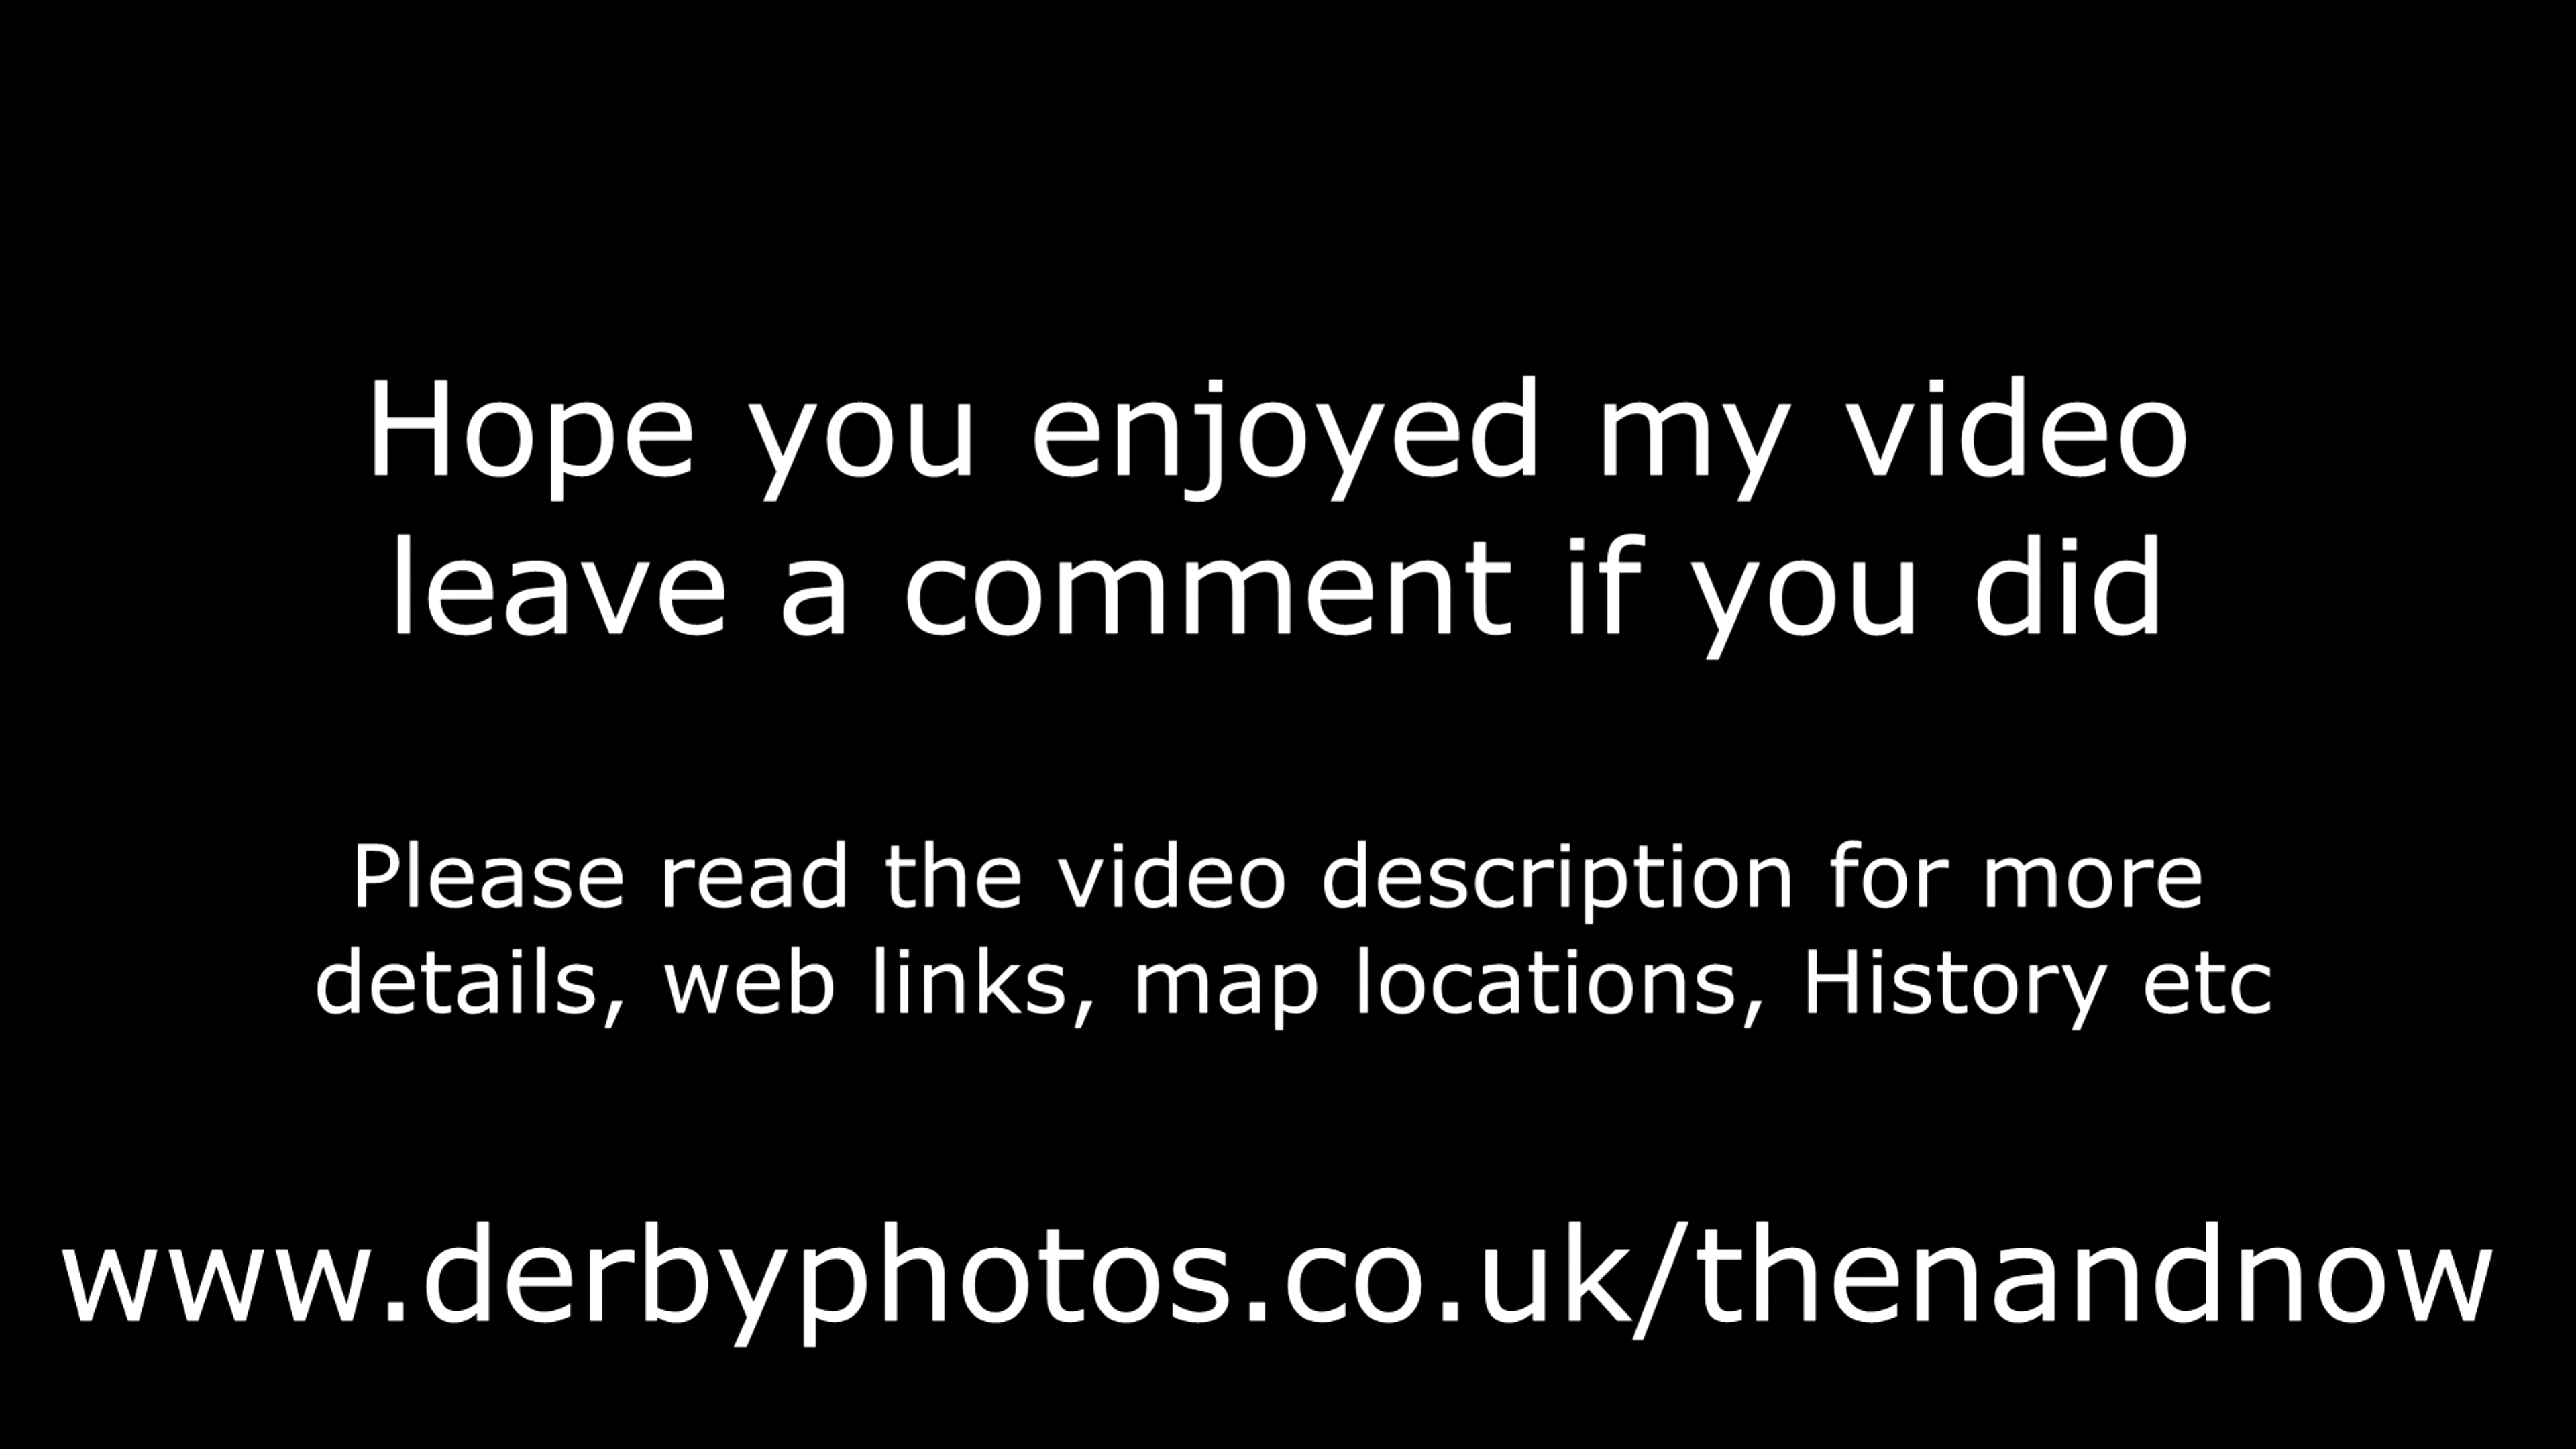 Hope you enjoyed my video
leave a comment if you did
Please read the video description for more
details, web links, map locations, History etc
www.derbyphotos.co.uk/thenandnow